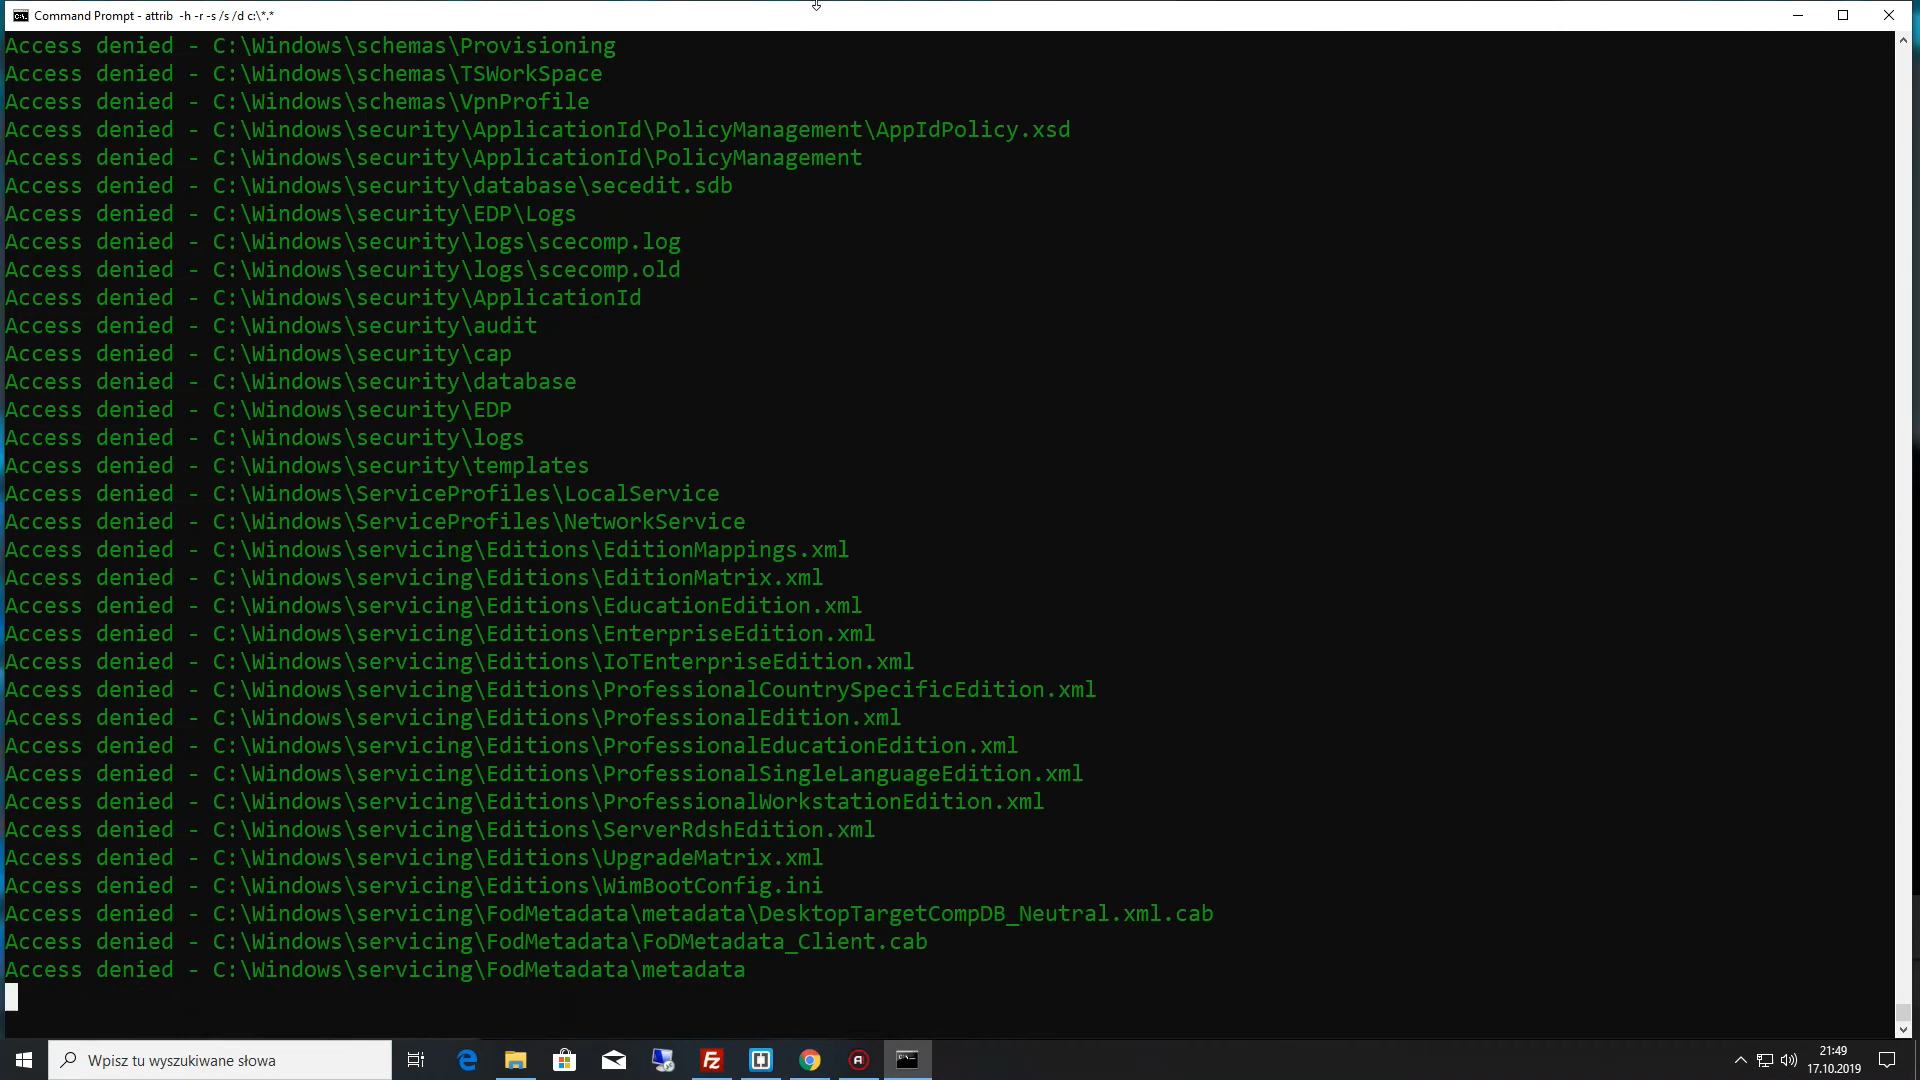 Command Prompt - attrib  -h -r -s /s /d c:\*.*
Access denied - C:\Windows\schemas\Provisioning
Access denied - C:\Windows\schemas\TSWorkSpace
Access denied - C:\Windows\schemas\VpnProfile
Access denied - C:\Windows\security\ApplicationId\PolicyManagement\AppIdPolicy.xsd
Access denied - C:\Windows\security\ApplicationId\PolicyManagement
Access denied - C:\Windows\security\database\secedit.sdb
Access denied - C:\Windows\security\EDP\Logs
Access denied - C:\Windows\security\logs\scecomp.log
Access denied - C:\Windows\security\logs\scecomp.old
Access denied - C:\Windows\security\ApplicationId
Access denied - C:\Windows\security\audit
Access denied - C:\Windows\security\cap
Access denied - C:\Windows\security\database
Access denied - C:\Windows\security\EDP
Access denied - C:\Windows\security\logs
Access denied - C:\Windows\security\templates
Access denied - C:\Windows\ServiceProfiles\LocalService
Access denied - C:\Windows\ServiceProfiles\NetworkService
Access denied - C:\Windows\servicing\Editions\EditionMappings.xml
Access denied - C:\Windows\servicing\Editions\EditionMatrix.xml
Access denied - C:\Windows\servicing\Editions\EducationEdition.xml
Access denied - C:\Windows\servicing\Editions\EnterpriseEdition.xml
Access denied - C:\Windows\servicing\Editions\IoTEnterpriseEdition.xml
Access denied - C:\Windows\servicing\Editions\ProfessionalCountrySpecificEdition.xml
Access denied - C:\Windows\servicing\Editions\ProfessionalEdition.xml
Access denied - C:\Windows\servicing\Editions\ProfessionalEducationEdition.xml
Access denied - C:\Windows\servicing\Editions\ProfessionalSingleLanguageEdition.xml
Access denied - C:\Windows\servicing\Editions\ProfessionalWorkstationEdition.xml
Access denied - C:\Windows\servicing\Editions\ServerRdshEdition.xml
Access denied - C:\Windows\servicing\Editions\UpgradeMatrix.xml
Access denied - C:\Windows\servicing\Editions\WimBootConfig.ini
Access denied - C:\Windows\servicing\FodMetadata\metadata\DesktopTargetCompDB_Neutral.xml.cab
Access denied - C:\Windows\servicing\FodMetadata\FoDMetadata_Client.cab
Access denied - C:\Windows\servicing\FodMetadata\metadata
Wpisz tu wyszukiwane słowa
21:49
17.10.2019